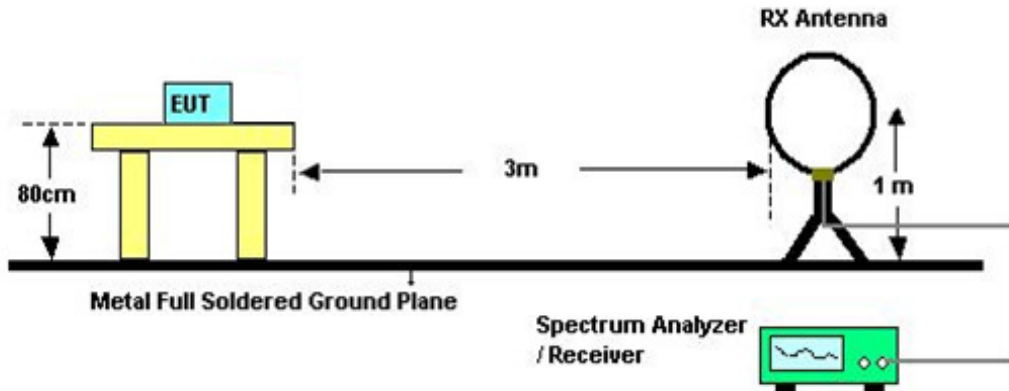 RX Antenna
EUT
3m
80cm
1 m
Metal Full Soldered Ground Plane
Spectrum Analyzer
/ Receiver